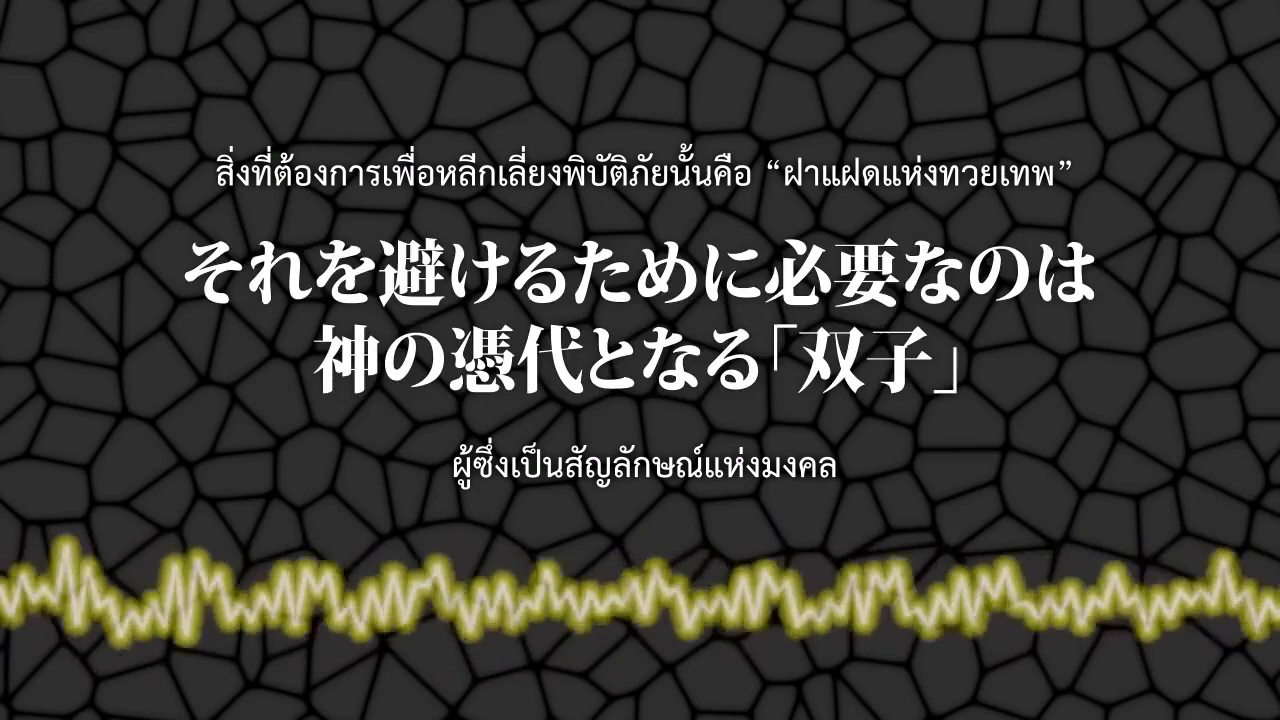 สิ่งที่ต้องการเพื่อหลีกเลี่ยงพิบัติภัยนั้นคือ “ฝาแฝดแห่งทวยเทพ”
それを避けるために必要なのは
神の憑代となる「双子」
ผู้ซึ่งเป็นสัญลักษณ์แห่งมงคล